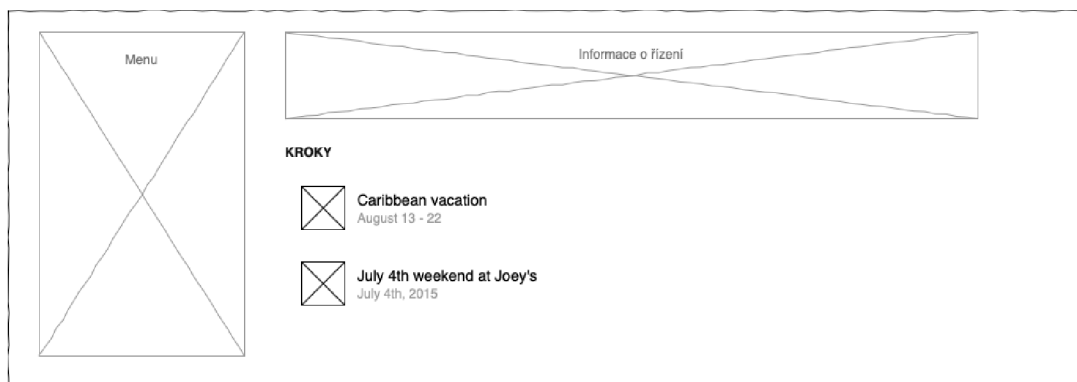 Menu
Informace o řízení
KROKY
Caribbean vacation
August 13 - 22
July 4th weekend at Joey's
July 4th, 2015